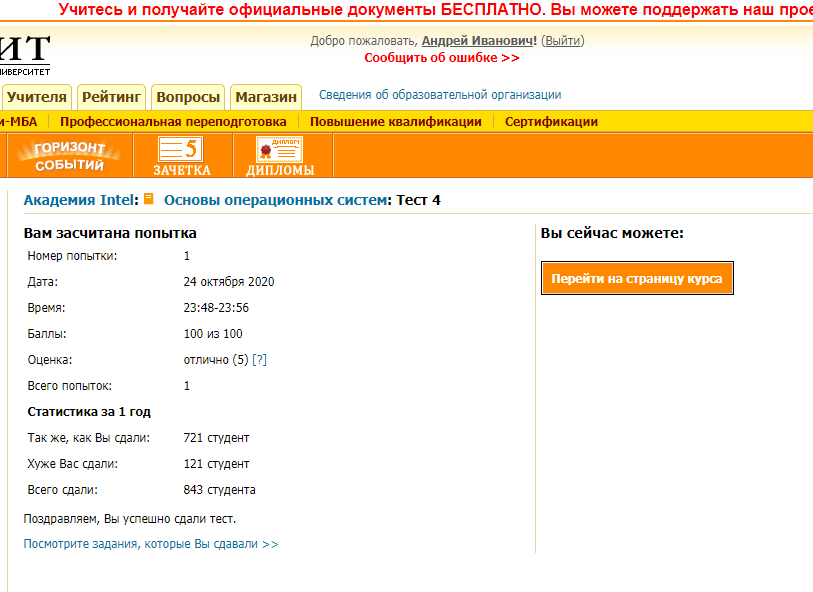 Учитесь и получайте официальные документы БЕСПЛАТНО. Вы можете поддержать наш прое
ИТ
НИВЕРСИТЕТ
Добро пожаловать, Андрей Иванович! (Выйти)
Сообщить об ошибке >>
Учителя Рейтинг Вопросы Магазин Сведения об образовательной организации
и-МБА Профессиональная переподготовка Повышение квалификации Сертификации
ГОРИЗОНТ СОБЫТИЙ
5 ЗАЧЕТКА
ДИПЛОМ ДИПЛОМЫ
Академия Intel: Основы операционных систем: Тест 4
Вам засчитана попытка
Номер попытки: 1
Дата: 24 октября 2020
Время: 23:48-23:56
Баллы: 100 из 100
Оценка: отлично (5) [?]
Всего попыток: 1
Статистика за 1 год
Так же, как Вы сдали: 721 студент
Хуже Вас сдали: 121 студент
Всего сдали: 843 студента
Поздравляем, Вы успешно сдали тест.
Посмотрите задания, которые Вы сдавали >>
Вы сейчас можете:
Перейти на страницу курса